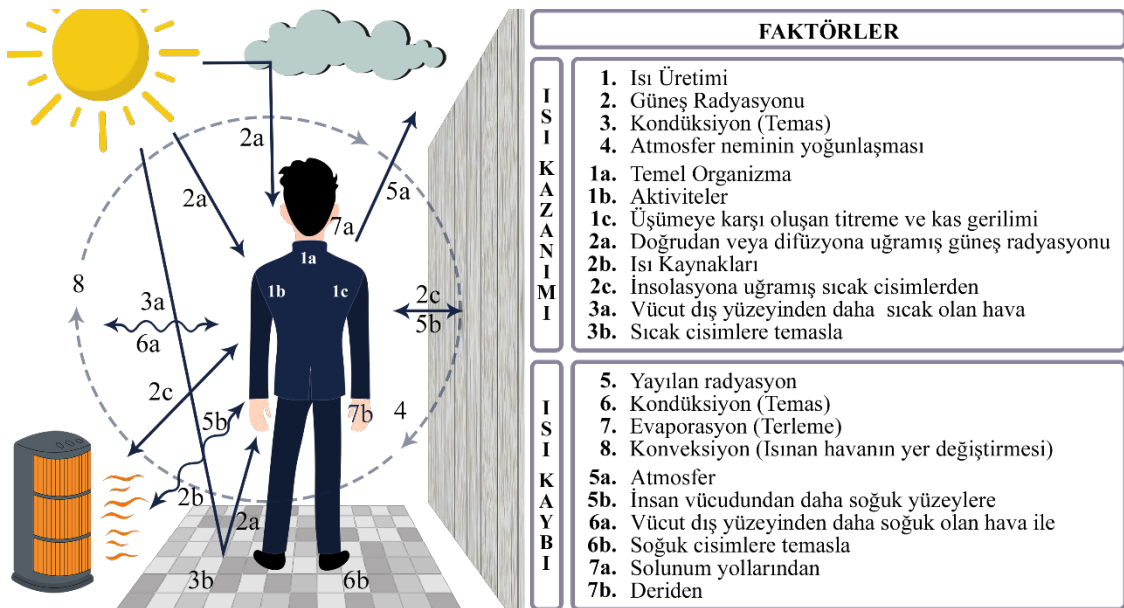 2a
2a
5a
7a
1a
1b
1c
8
3a
6a
2c
5b
2c
5b
4
7b
2b
2a
3b
6b
FAKTÖRLER
ISI KAZANIMI
1. Isı Üretimi
2. Güneş Radyasyonu
3. Kondüksiyon (Temas)
4. Atmosfer neminin yoğunlaşması
1a. Temel Organizma
1b. Aktiviteler
1c. Üşümeye karşı oluşan titreme ve kas gerilimi
2a. Doğrudan veya difüzyona uğramış güneş radyasyonu
2b. Isı Kaynakları
2c. İnsolasyona uğramış sıcak cisimlerden
3a. Vücut dış yüzeyinden daha sıcak olan hava
3b. Sıcak cisimlere temasla
ISI KAYBI
5. Yayılan radyasyon
6. Kondüksiyon (Temas)
7. Evaporasyon (Terleme)
8. Konveksiyon (Isınan havanın yer değiştirmesi)
5a. Atmosfer
5b. İnsan vücudundan daha soğuk yüzeylere
6a. Vücut dış yüzeyinden daha soğuk olan hava ile
6b. Soğuk cisimlere temasla
7a. Solunum yollarından
7b. Deriden